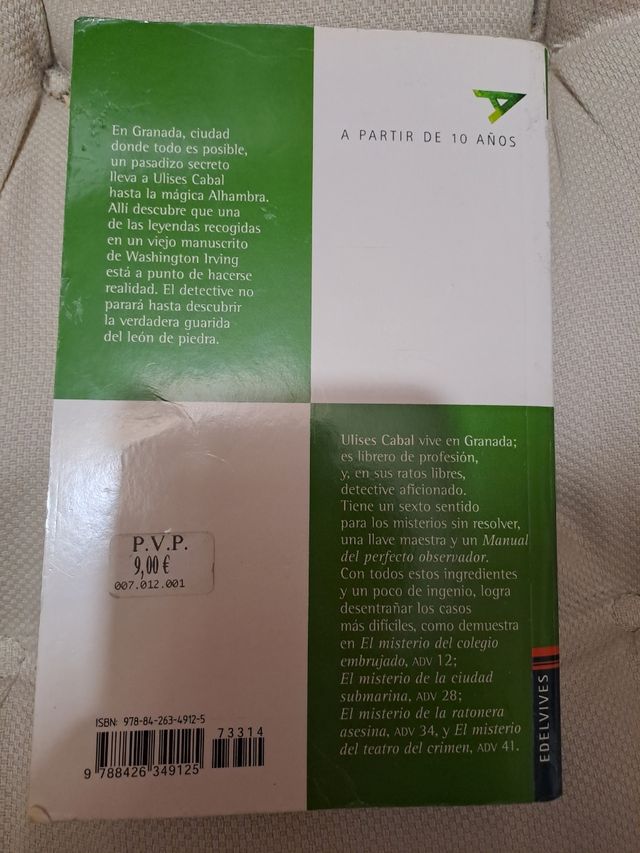 En Granada, ciudad
donde todo es posible,
un pasadizo secreto
lleva a Ulises Cabal
hasta la mágica Alhambra.
Allí descubre que una
de las leyendas recogidas
en un viejo manuscrito
de Washington Irving
está a punto de hacerse
realidad. El detective no
parará hasta descubrir
la verdadera guarida
del león de piedra.
A PARTIR DE 10 AÑOS
Ulises Cabal vive en Granada;
es librero de profesión,
y, en sus ratos libres,
detective aficionado.
Tiene un sexto sentido
para los misterios sin resolver,
una llave maestra y un Manual
del perfecto observador.
Con todos estos ingredientes
y un poco de ingenio, logra
desentrañar los casos
más difíciles, como demuestra
en El misterio del colegio
embrujado, ADV 12;
El misterio de la ciudad
submarina, ADV 28;
El misterio de la ratonera
asesina, ADV 34, y El misterio
del teatro del crimen, ADV 41.
P.V.P.
9,00 €
007.012.001
ISBN: 978-84-263-4912-5
73314
9 788426 349125
EDELVIVES